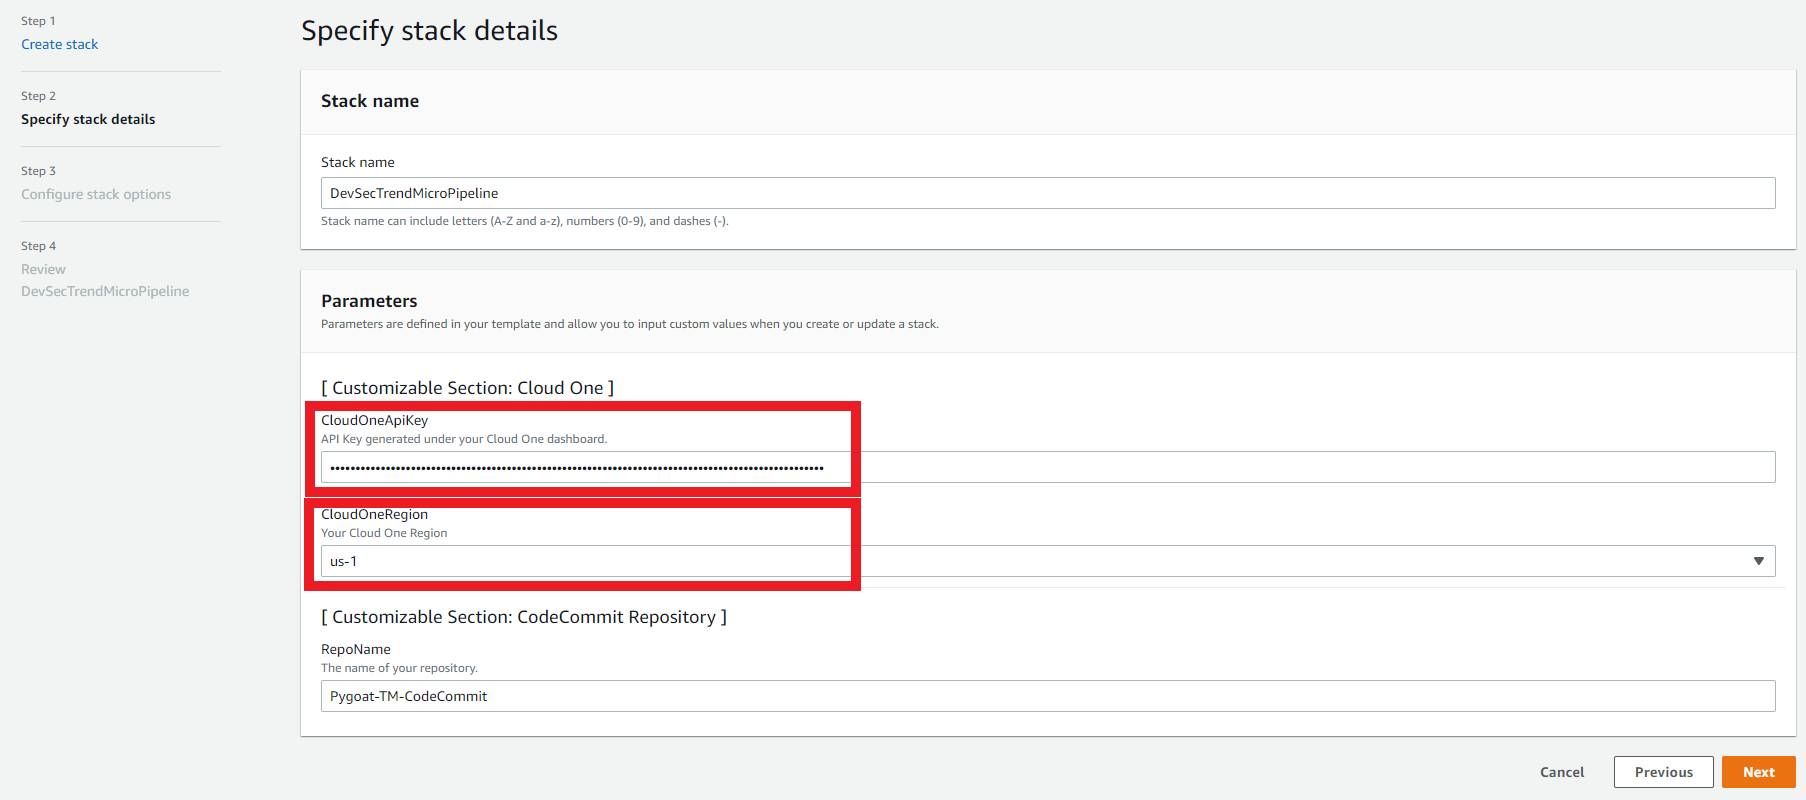 Step 1
Create stack
Step 2
Specify stack details
Step 3
Configure stack options
Step 4
Review
DevSecTrendMicroPipeline
Specify stack details
Stack name
Stack name
DevSecTrendMicroPipeline
Stack name can include letters (A-Z and a-z), numbers (0-9), and dashes (-).
Parameters
Parameters are defined in your template and allow you to input custom values when you create or update a stack.
[ Customizable Section: Cloud One ]
CloudOneApiKey
API Key generated under your Cloud One dashboard.
CloudOneRegion
Your Cloud One Region
us-1
[ Customizable Section: CodeCommit Repository ]
RepoName
The name of your repository.
Pygoat-TM-CodeCommit
Cancel
Previous
Next